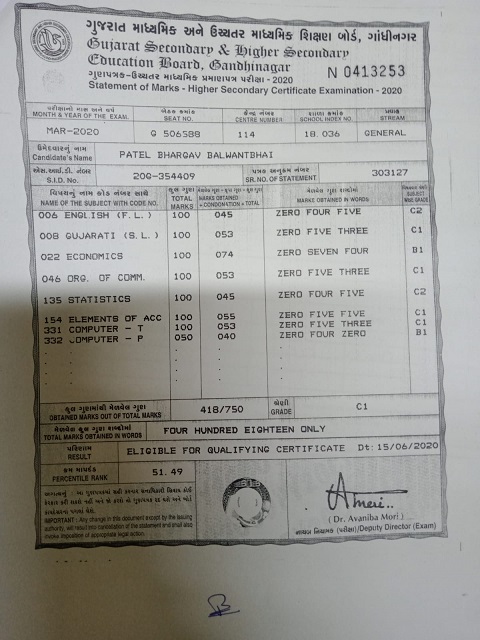 ગુજરાત માધ્યમિક અને ઉચ્ચતર માધ્યમિક શિક્ષણ બોર્ડ, ગાંધીનગર
Gujarat Secondary & Higher Secondary
Education Board, Gandhinagar
ગુણપત્રક-ઉચ્ચતર માધ્યમિક પ્રમાણપત્ર પરીક્ષા - 2020
N 0413253
Statement of Marks - Higher Secondary Certificate Examination - 2020
પરીક્ષાનો માસ અને વર્ષ બેઠક ક્રમાંક કેન્દ્ર નંબર શાળા ક્રમાંક પ્રવાહ
MONTH & YEAR OF THE EXAM. SEAT NO. CENTRE NUMBER SCHOOL INDEX NO. STREAM
MAR-2020 G 506588 114 18.036 GENERAL
ઉમેદવારનું નામ
Candidate's Name PATEL BHARGAV BALWANTBHAI
એસ.આઈ.ડી. નંબર પત્રક અનુક્રમ નંબર
S.I.D No. 20G-354409 SR.NO.OF STATEMENT 303127
વિષયનું નામ કોડ નંબર સાથે કુલ ગુણ મેળવેલ ગુણ શબ્દોમાં
NAME OF THE SUBJECT WITH CODE NO. TOTAL MARKS MARKS OBTAINED + CONDONATION = TOTAL MARKS OBTAINED IN WORDS SUBJECT WISE GRADE
006 ENGLISH (F.L.) 100 045 ZERO FOUR FIVE C2
008 GUJARATI (S.L.) 100 053 ZERO FIVE THREE C1
022 ECONOMICS 100 074 ZERO SEVEN FOUR B1
046 ORG. OF COMM. 100 053 ZERO FIVE THREE C1
135 STATISTICS 100 045 ZERO FOUR FIVE C2
154 ELEMENTS OF ACC 100 055 ZERO FIVE FIVE C1
331 COMPUTER - T 100 053 ZERO FIVE THREE C1
332 COMPUTER - P 050 040 ZERO FOUR ZERO B1
કુલ ગુણમાંથી મેળવેલ ગુણ શ્રેણી
OBTAINED MARKS OUT OF TOTAL MARKS 418/750 GRADE C1
મેળવેલ કુલ ગુણ શબ્દોમાં
TOTAL MARKS OBTAINED IN WORDS FOUR HUNDRED EIGHTEEN ONLY
પરિણામ
RESULT ELIGIBLE FOR QUALIFYING CERTIFICATE Dt:15/06/2020
ક્રમ માપદંડ
PERCENTILE RANK 51.49
IMPORTANT: Any change in this document except by the issuing
authority, will result into cancellation of the statement and shall also
invoke imposition of appropriate legal action.
(Dr. Avaniba Mori)
નાયબ નિયામક (પરીક્ષા)/Deputy Director (Exam)